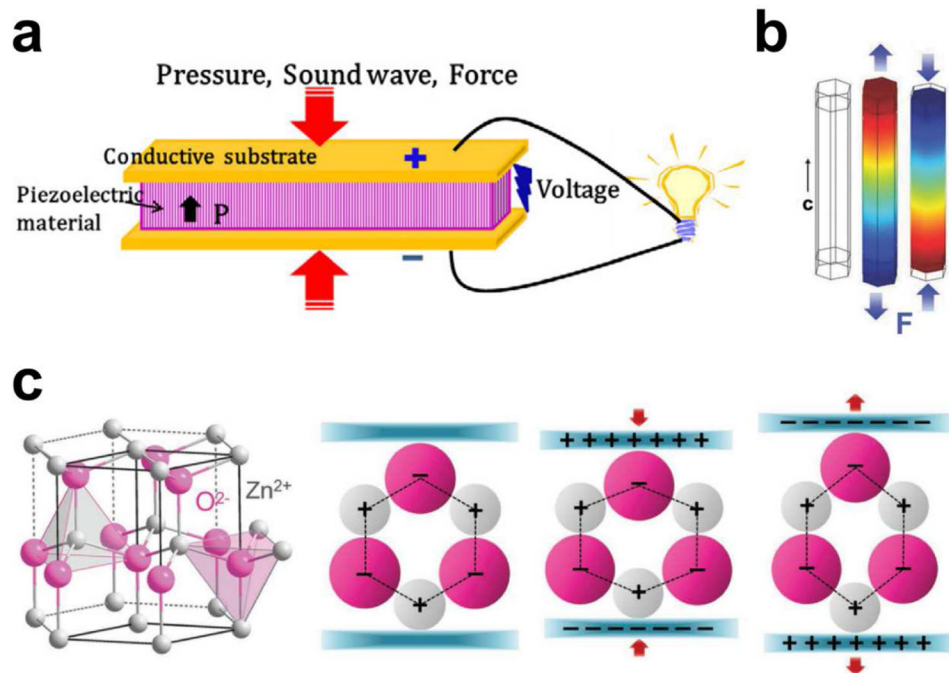 a
Pressure, Sound wave, Force
Conductive substrate +
Piezoelectric
material
P
Voltage
−
b
c
F
c
O²⁻
Zn²⁺
−
+ +
− −
+
+ + + + + + +
−
+ +
− −
+
− − − − − − −
− − − − − − −
−
+ +
− −
+
+ + + + + + +